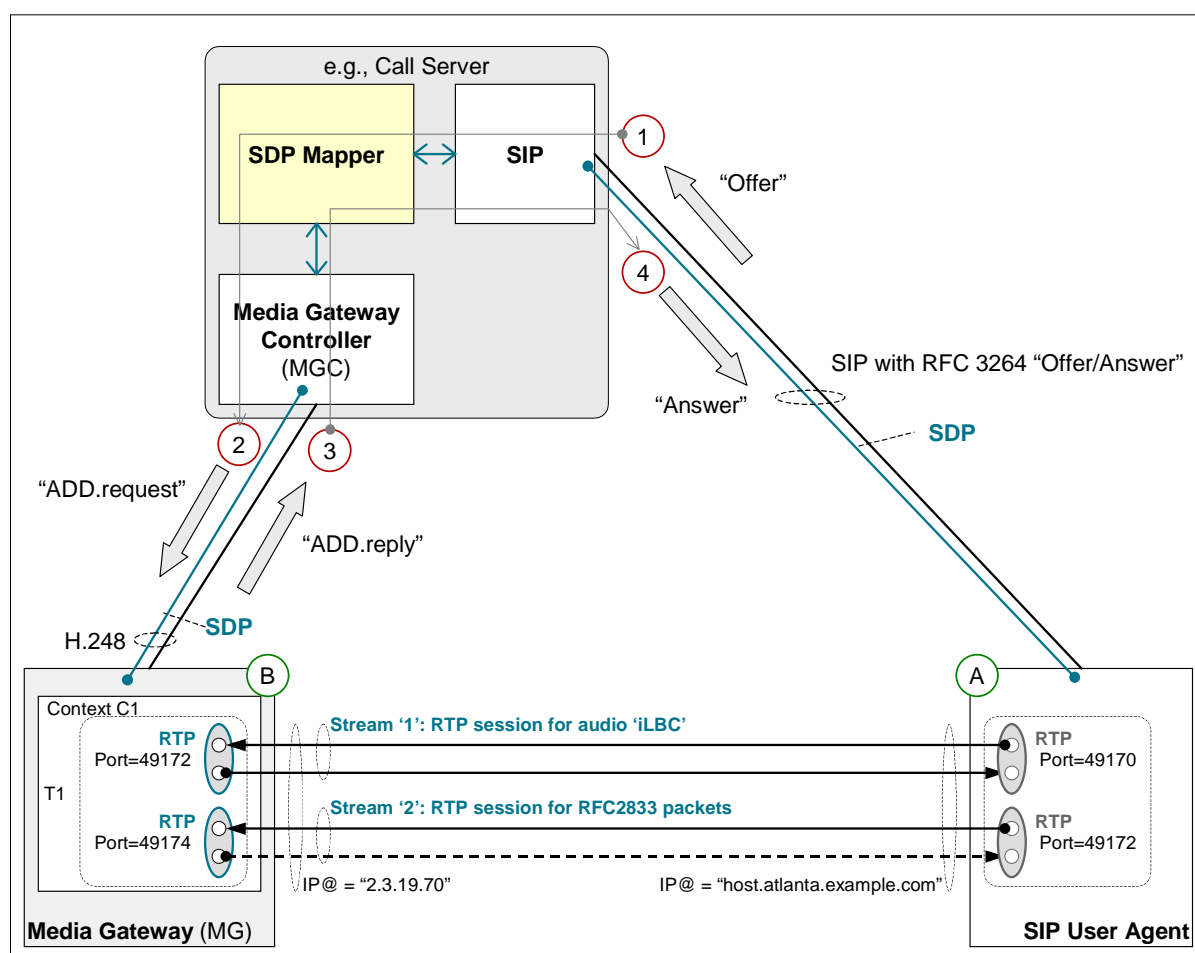 e.g., Call Server
SDP Mapper
SIP
1
“Offer”
4
Media Gateway
Controller
(MGC)
SIP with RFC 3264 “Offer/Answer”
“Answer”
SDP
2
3
“ADD.request”
“ADD.reply”
SDP
H.248
B
A
Context C1
Stream ‘1’: RTP session for audio ‘iLBC’
RTP
Port=49172
RTP
Port=49170
T1
Stream ‘2’: RTP session for RFC2833 packets
RTP
Port=49174
RTP
Port=49172
IP@ = “2.3.19.70”
IP@ = “host.atlanta.example.com”
Media Gateway (MG)
SIP User Agent